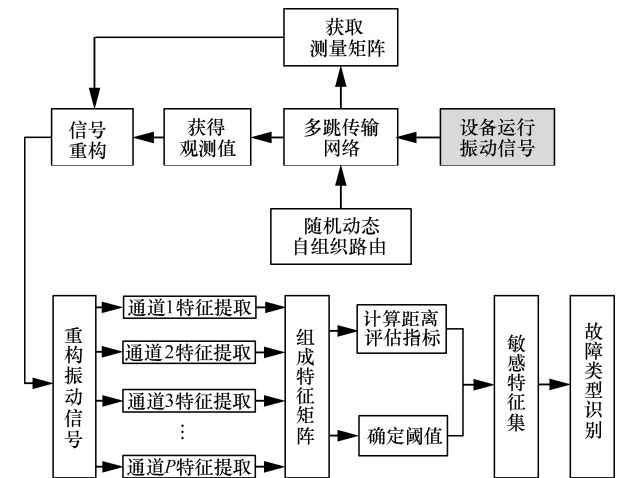 获取
测量矩阵
信号
重构
获得
观测值
多跳传输
网络
设备运行
振动信号
随机动态
自组织路由
重构振动信号
通道1特征提取
通道2特征提取
通道3特征提取
⋮
通道P特征提取
组成特征矩阵
计算距离
评估指标
确定阈值
敏感特征集
故障类型识别